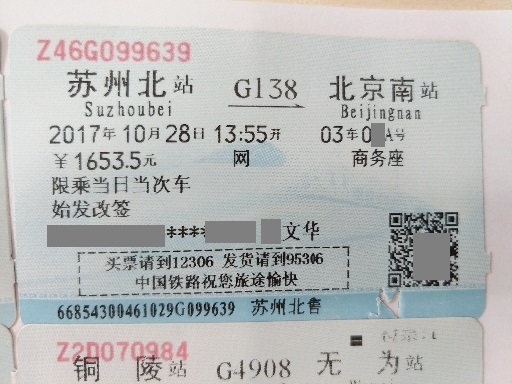 Z46G099639
苏州北站 G138 北京南站
Suzhoubei Beijingnan
2017年10月28日 13:55开 03车0 A号
￥1653.5元 网 商务座
限乘当日当次车
始发改签
**** 文华
买票请到12306 发货请到95306
中国铁路祝您旅途愉快
66854300461029G099639 苏州北售
Z2D070984
铜陵站 G4908 无为站